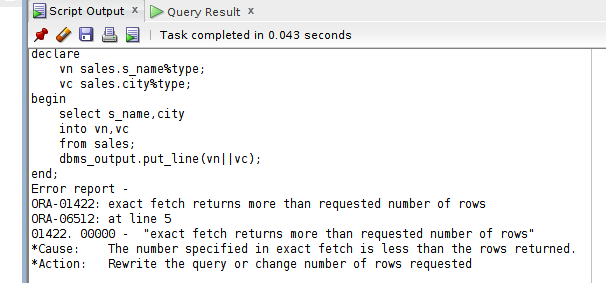 Script Output x Query Result x
Task completed in 0.043 seconds
declare
    vn sales.s_name%type;
    vc sales.city%type;
begin
    select s_name,city
    into vn,vc
    from sales;
    dbms_output.put_line(vn||vc);
end;
Error report -
ORA-01422: exact fetch returns more than requested number of rows
ORA-06512: at line 5
01422. 00000 -  "exact fetch returns more than requested number of rows"
*Cause:    The number specified in exact fetch is less than the rows returned.
*Action:   Rewrite the query or change number of rows requested